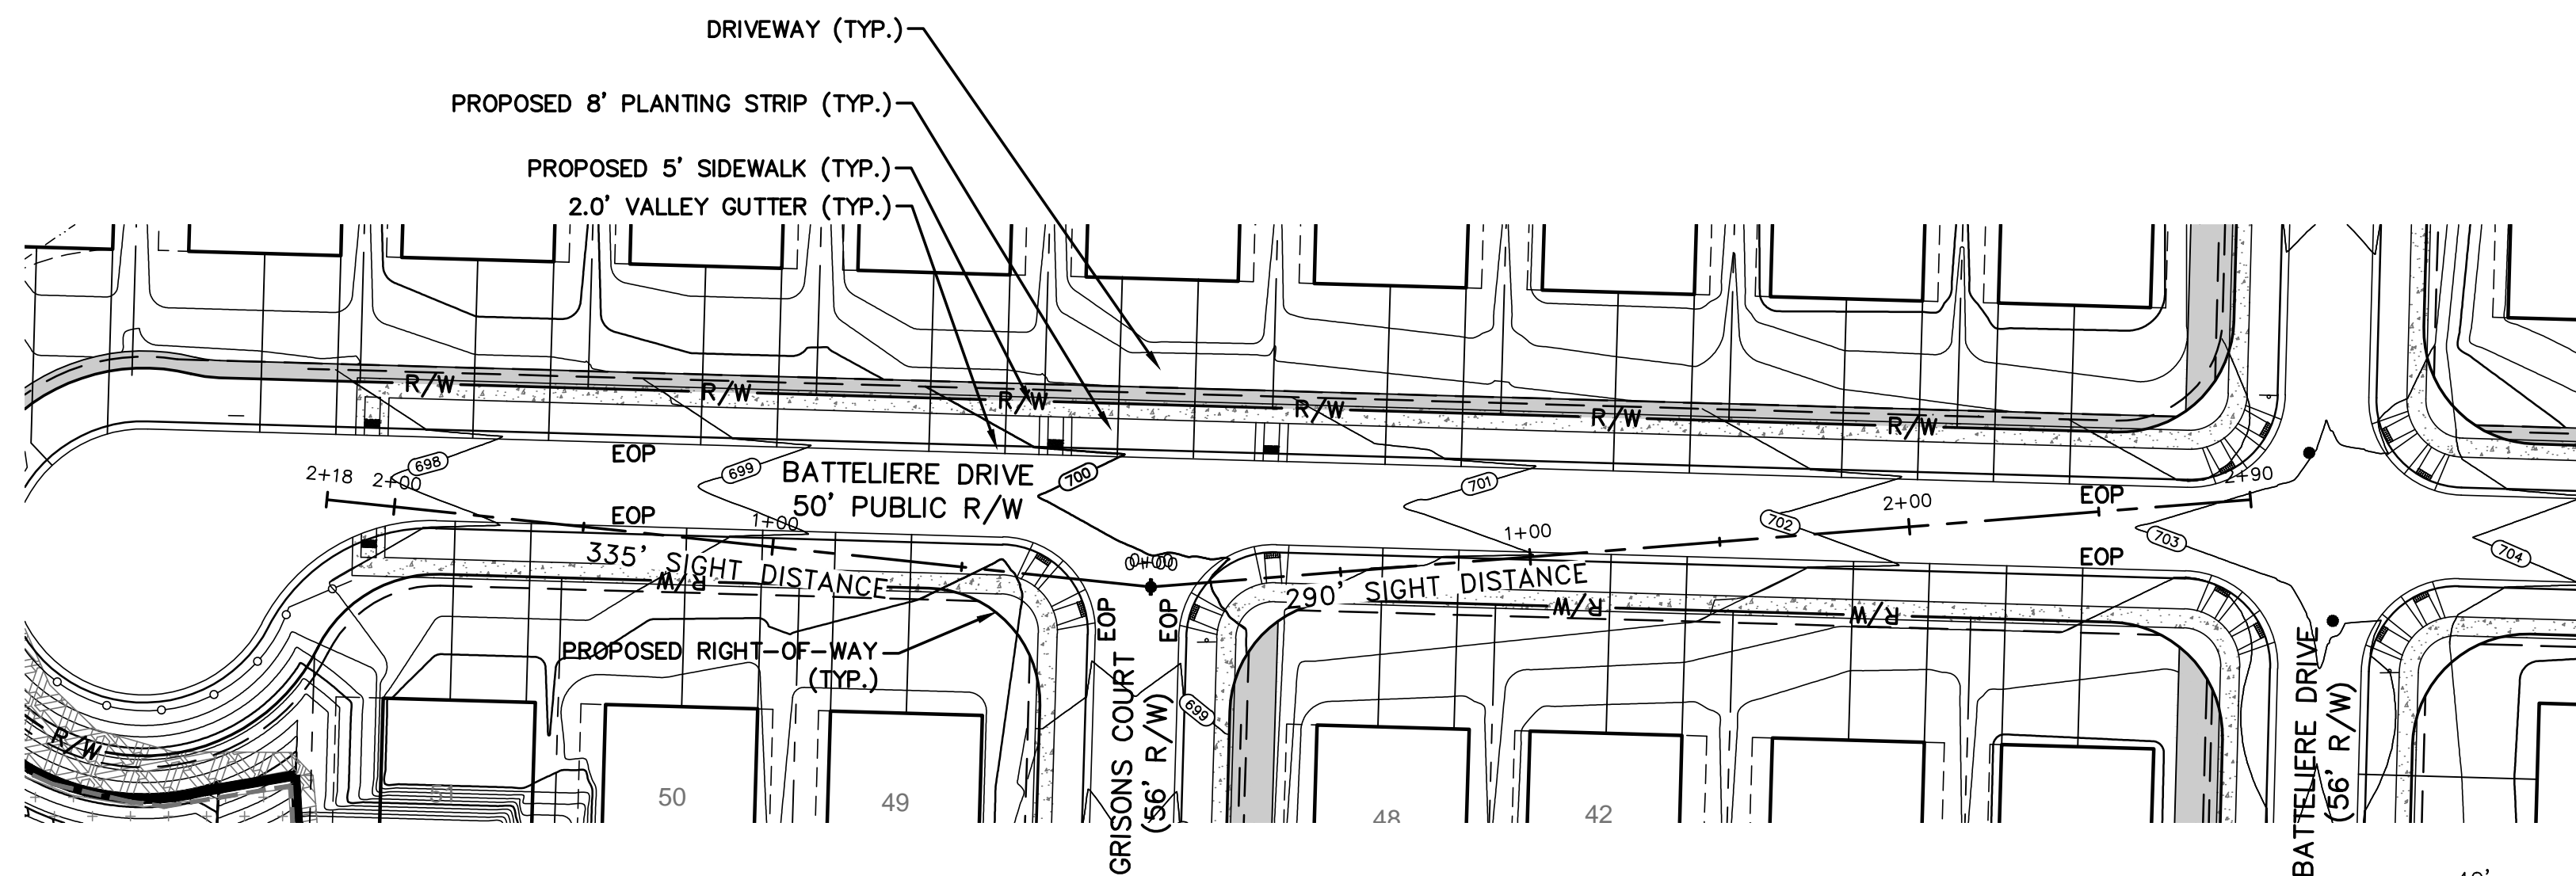 DRIVEWAY (TYP.)
PROPOSED 8' PLANTING STRIP (TYP.)
PROPOSED 5' SIDEWALK (TYP.)
2.0' VALLEY GUTTER (TYP.)
R/W
R/W
R/W
R/W
R/W
R/W
698
EOP
699
BATTELIERE DRIVE
50' PUBLIC R/W
700
701
702
703
704
EOP
2+90
2+18
2+00
EOP
1+00
0+00
1+00
2+00
EOP
335' SIGHT DISTANCE
290' SIGHT DISTANCE
R/W
R/W
R/W
EOP
EOP
PROPOSED RIGHT-OF-WAY
(TYP.)
R/W
GRISONS COURT
(56' R/W)
699
BATTELIERE DRIVE
(56' R/W)
51
50
49
48
42